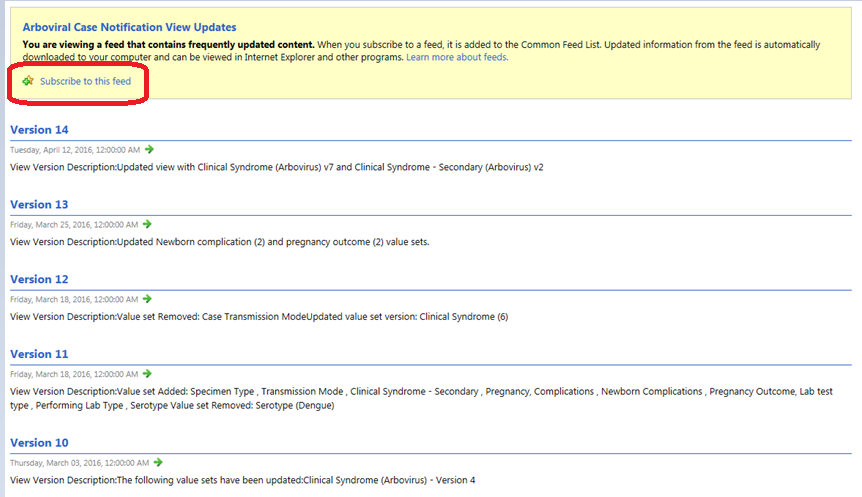 Arboviral Case Notification View Updates
You are viewing a feed that contains frequently updated content. When you subscribe to a feed, it is added to the Common Feed List. Updated information from the feed is automatically
downloaded to your computer and can be viewed in Internet Explorer and other programs. Learn more about feeds.
Subscribe to this feed
Version 14
Tuesday, April 12, 2016, 12:00:00 AM
View Version Description:Updated view with Clinical Syndrome (Arbovirus) v7 and Clinical Syndrome - Secondary (Arbovirus) v2
Version 13
Friday, March 25, 2016, 12:00:00 AM
View Version Description:Updated Newborn complication (2) and pregnancy outcome (2) value sets.
Version 12
Friday, March 18, 2016, 12:00:00 AM
View Version Description:Value set Removed: Case Transmission ModeUpdated value set version: Clinical Syndrome (6)
Version 11
Friday, March 18, 2016, 12:00:00 AM
View Version Description:Value set Added: Specimen Type , Transmission Mode , Clinical Syndrome - Secondary , Pregnancy, Complications , Newborn Complications , Pregnancy Outcome, Lab test
type , Performing Lab Type , Serotype Value set Removed: Serotype (Dengue)
Version 10
Thursday, March 03, 2016, 12:00:00 AM
View Version Description:The following value sets have been updated:Clinical Syndrome (Arbovirus) - Version 4